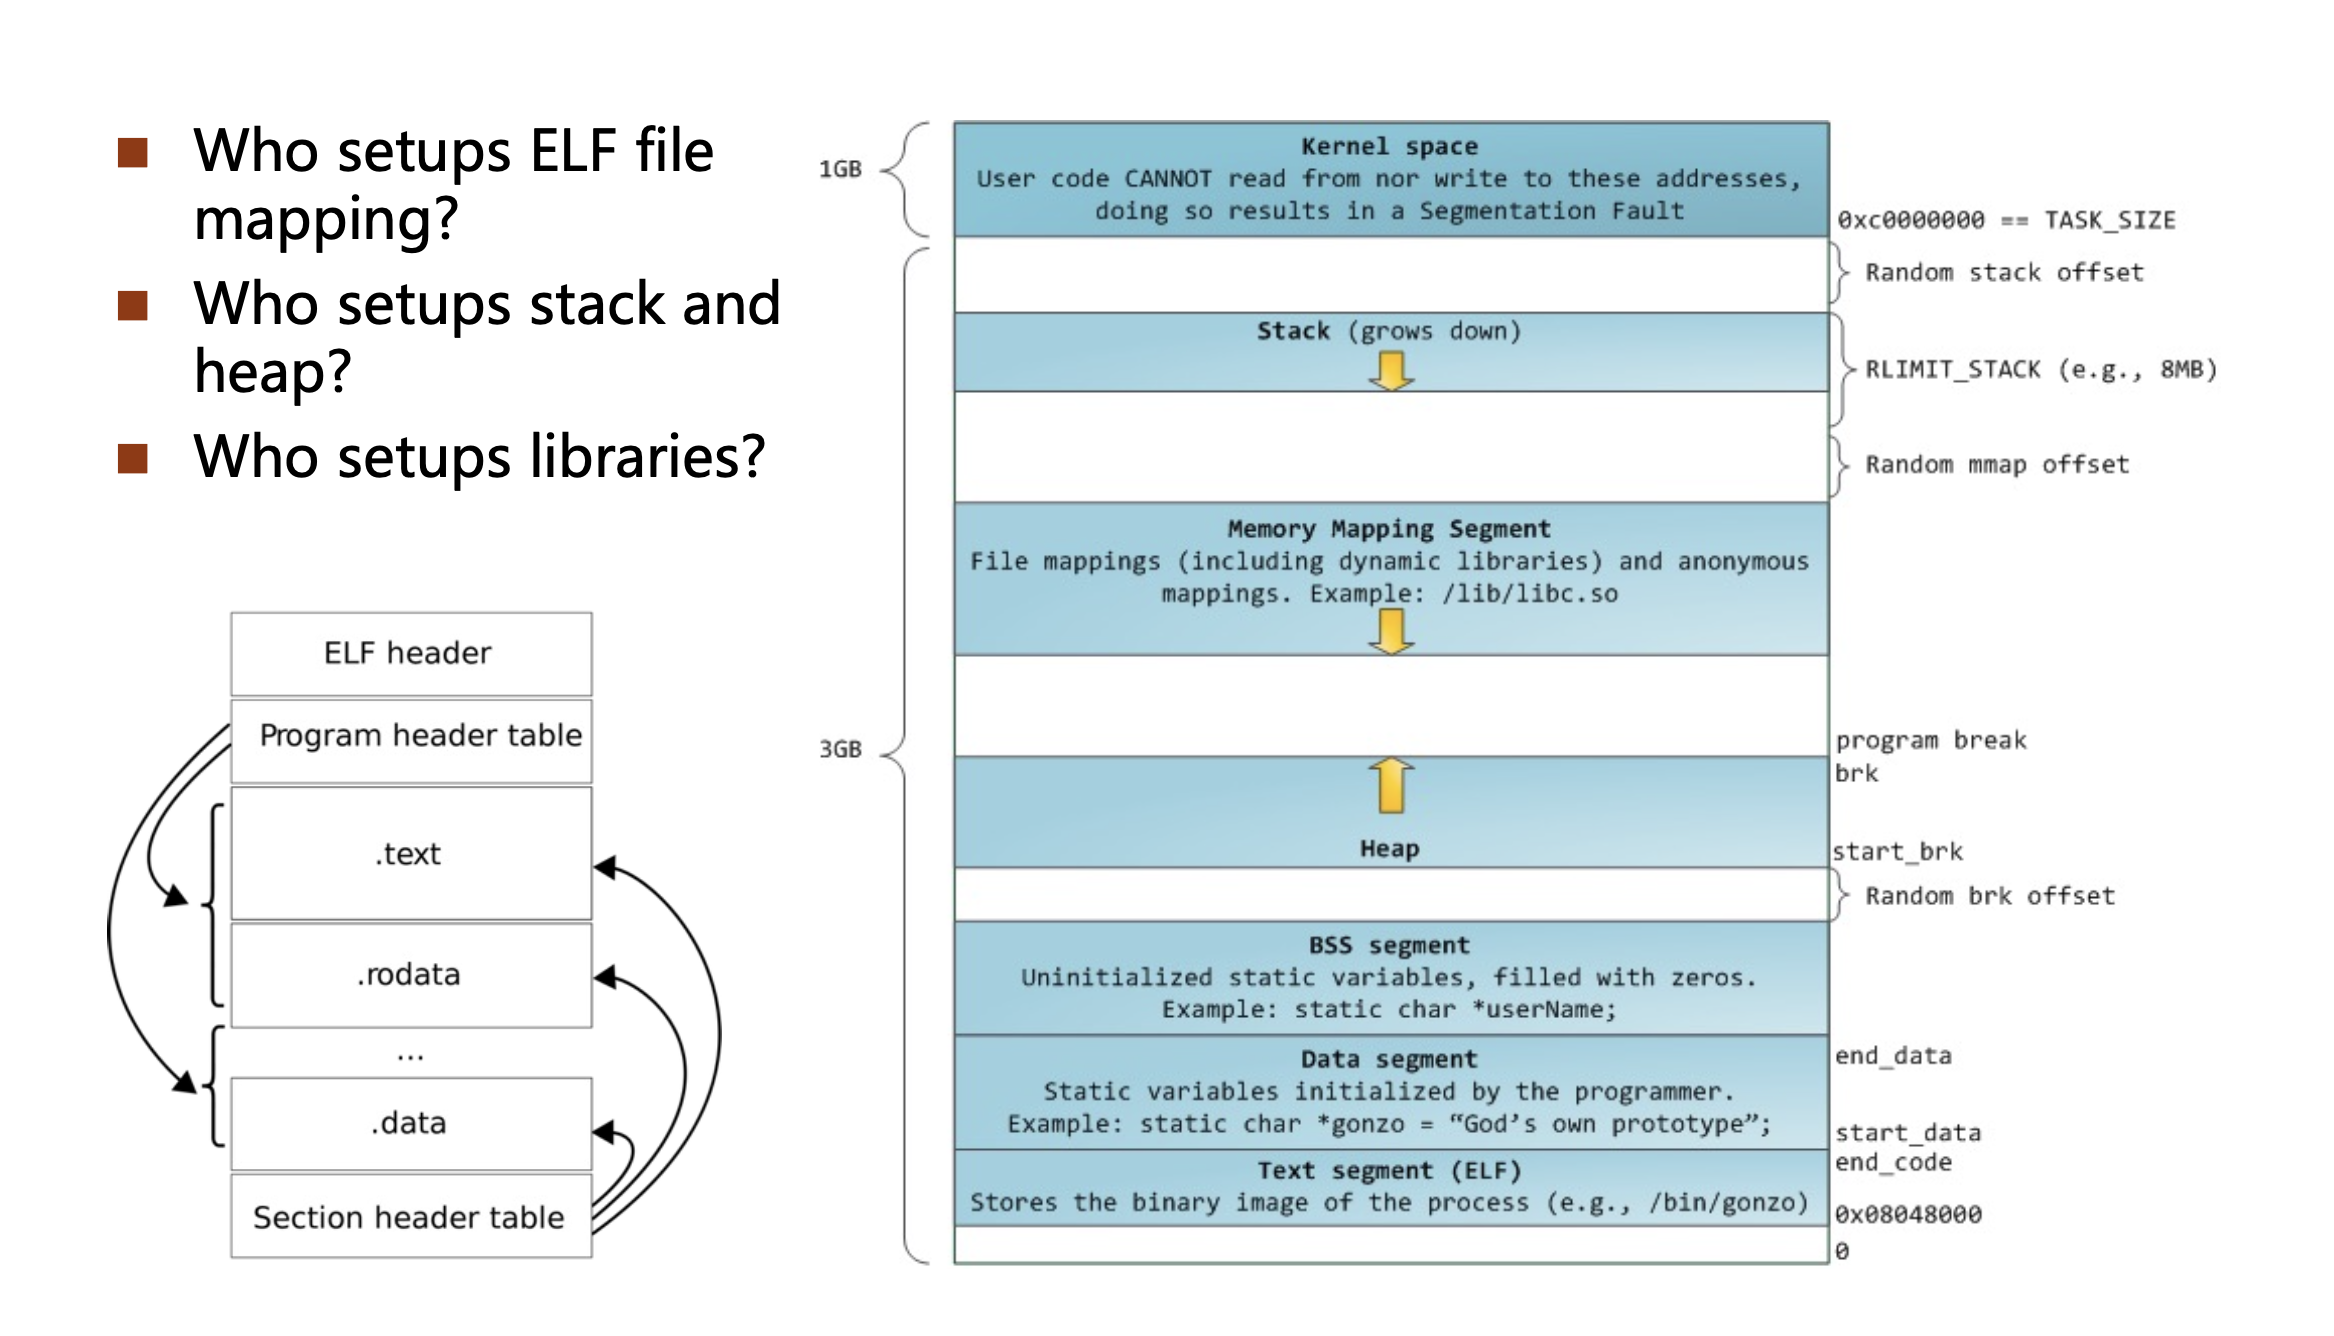 Who setups ELF file
mapping?
Who setups stack and
heap?
Who setups libraries?
ELF header
Program header table
.text
.rodata
...
.data
Section header table
1GB
3GB
Kernel space
User code CANNOT read from nor write to these addresses,
doing so results in a Segmentation Fault
0xc0000000 == TASK_SIZE
Random stack offset
Stack (grows down)
RLIMIT_STACK (e.g., 8MB)
Random mmap offset
Memory Mapping Segment
File mappings (including dynamic libraries) and anonymous
mappings. Example: /lib/libc.so
program break
brk
Heap
start_brk
Random brk offset
BSS segment
Uninitialized static variables, filled with zeros.
Example: static char *userName;
end_data
Data segment
Static variables initialized by the programmer.
Example: static char *gonzo = “God’s own prototype”;
start_data
end_code
Text segment (ELF)
Stores the binary image of the process (e.g., /bin/gonzo)
0x08048000
0